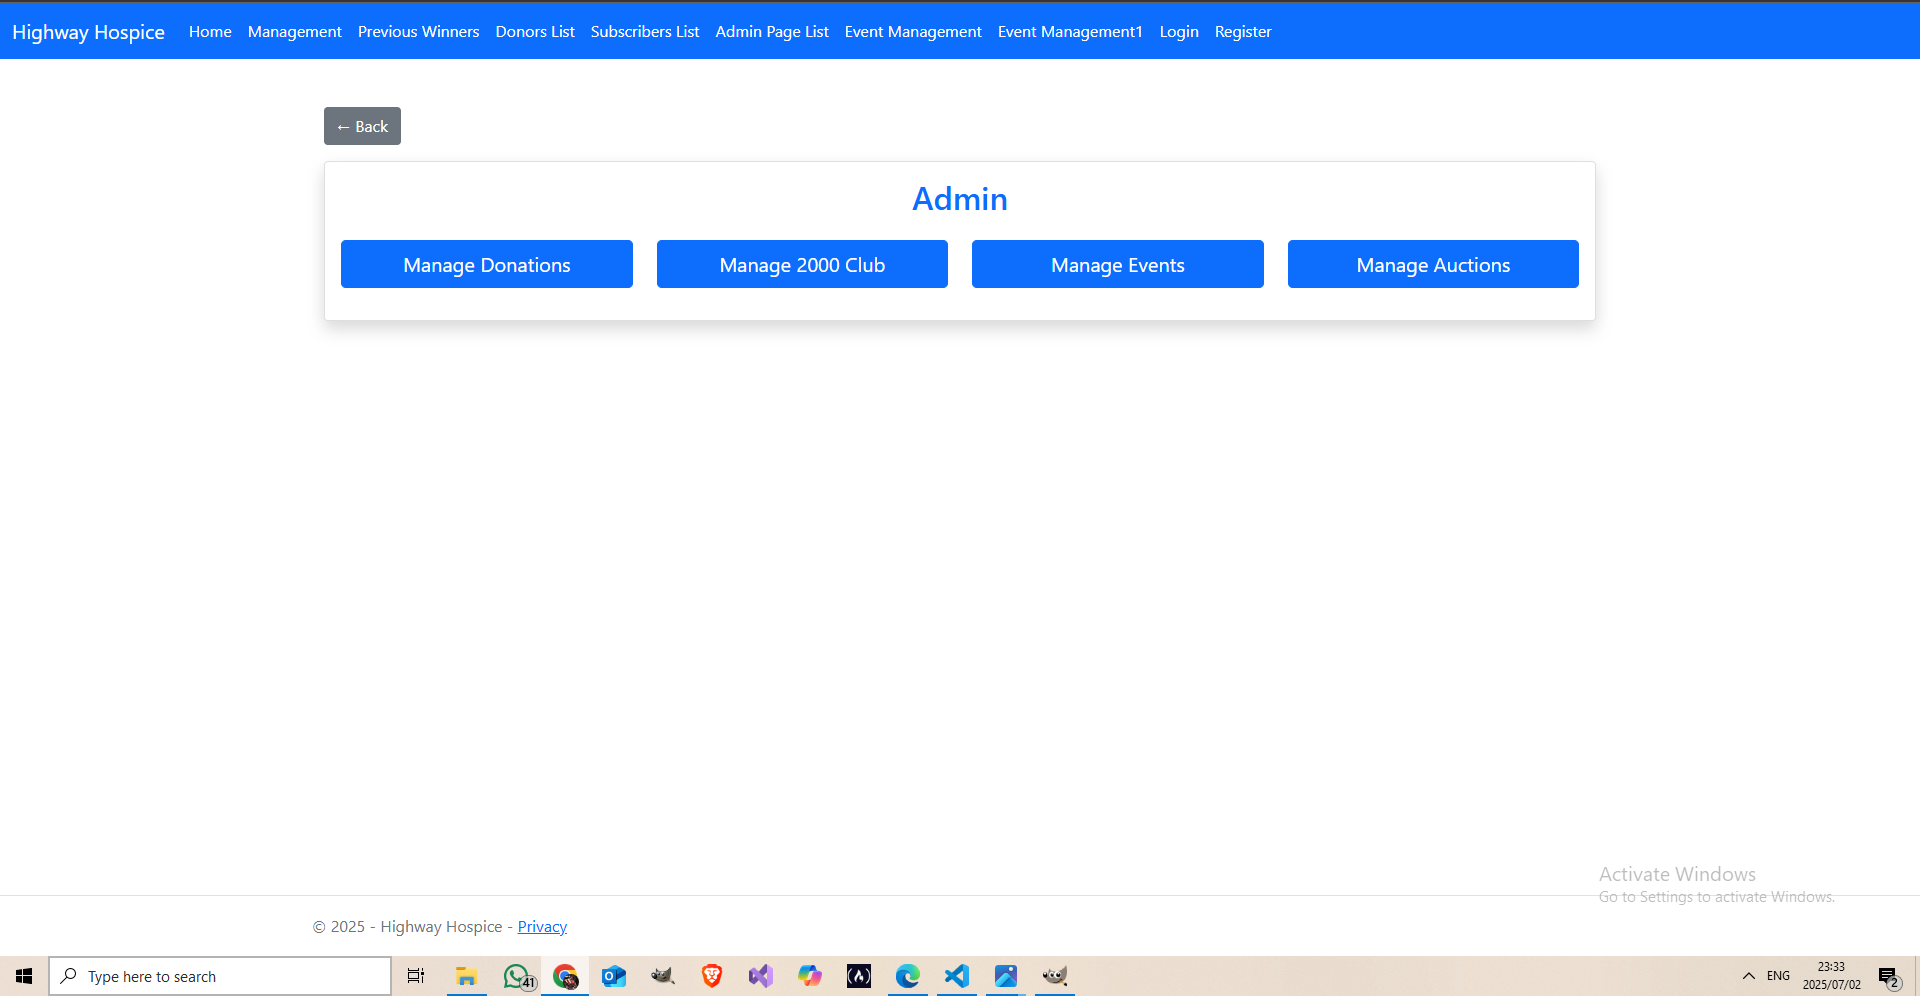 Highway Hospice Home Management Previous Winners Donors List Subscribers List Admin Page List Event Management Event Management1 Login Register
← Back
Admin
Manage Donations Manage 2000 Club Manage Events Manage Auctions
Activate Windows
Go to Settings to activate Windows.
© 2025 - Highway Hospice - Privacy
Type here to search
41
ENG
23:33
2025/07/02
2